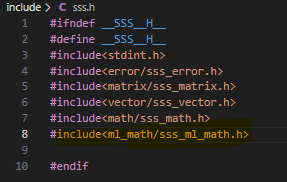 include > C sss.h
1 #ifndef __SSS__H__
2 #define __SSS__H__
3 #include<stdint.h>
4 #include<error/sss_error.h>
5 #include<matrix/sss_matrix.h>
6 #include<vector/sss_vector.h>
7 #include<math/sss_math.h>
8 #include<ml_math/sss_ml_math.h>
9
10 #endif